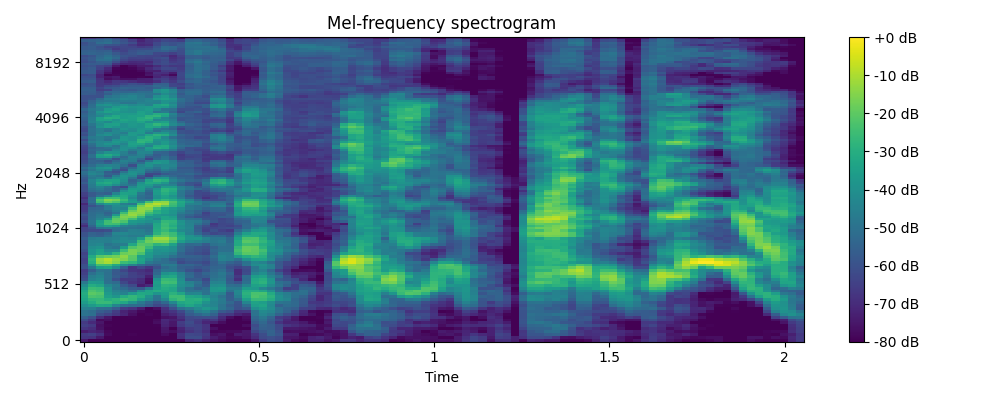 Mel-frequency spectrogram
8192
4096
2048
1024
512
0
Hz
0
0.5
1
1.5
2
Time
+0 dB
-10 dB
-20 dB
-30 dB
-40 dB
-50 dB
-60 dB
-70 dB
-80 dB